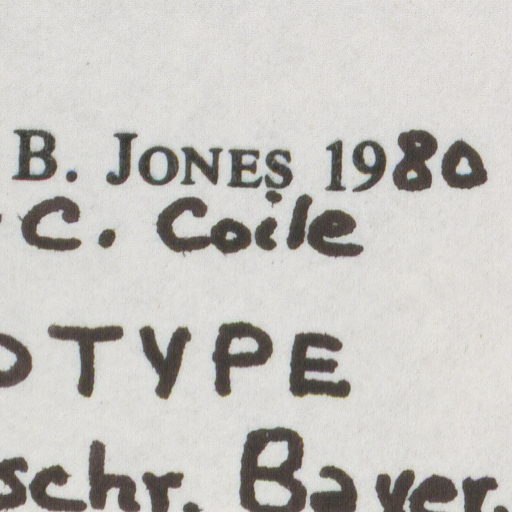 B. JONES 1980
C. Coile
OTYPE
schr. Bayer.